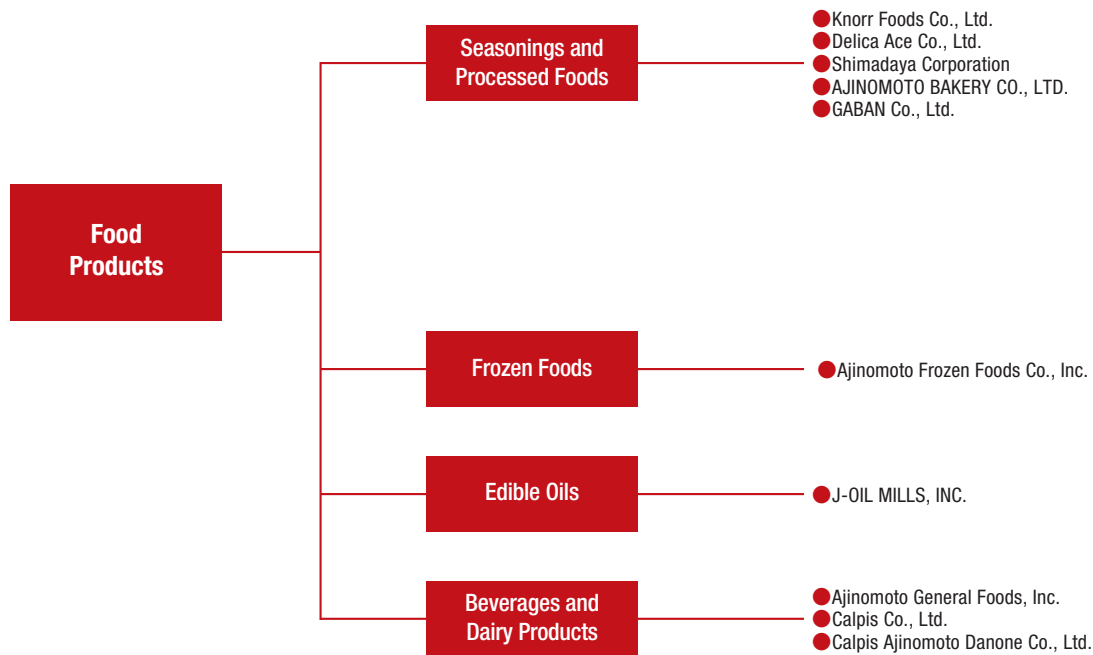 Food
Products
Seasonings and
Processed Foods
●Knorr Foods Co., Ltd.
●Delica Ace Co., Ltd.
●Shimadaya Corporation
●AJINOMOTO BAKERY CO., LTD.
●GABAN Co., Ltd.
Frozen Foods
●Ajinomoto Frozen Foods Co., Inc.
Edible Oils
●J-OIL MILLS, INC.
Beverages and
Dairy Products
●Ajinomoto General Foods, Inc.
●Calpis Co., Ltd.
●Calpis Ajinomoto Danone Co., Ltd.